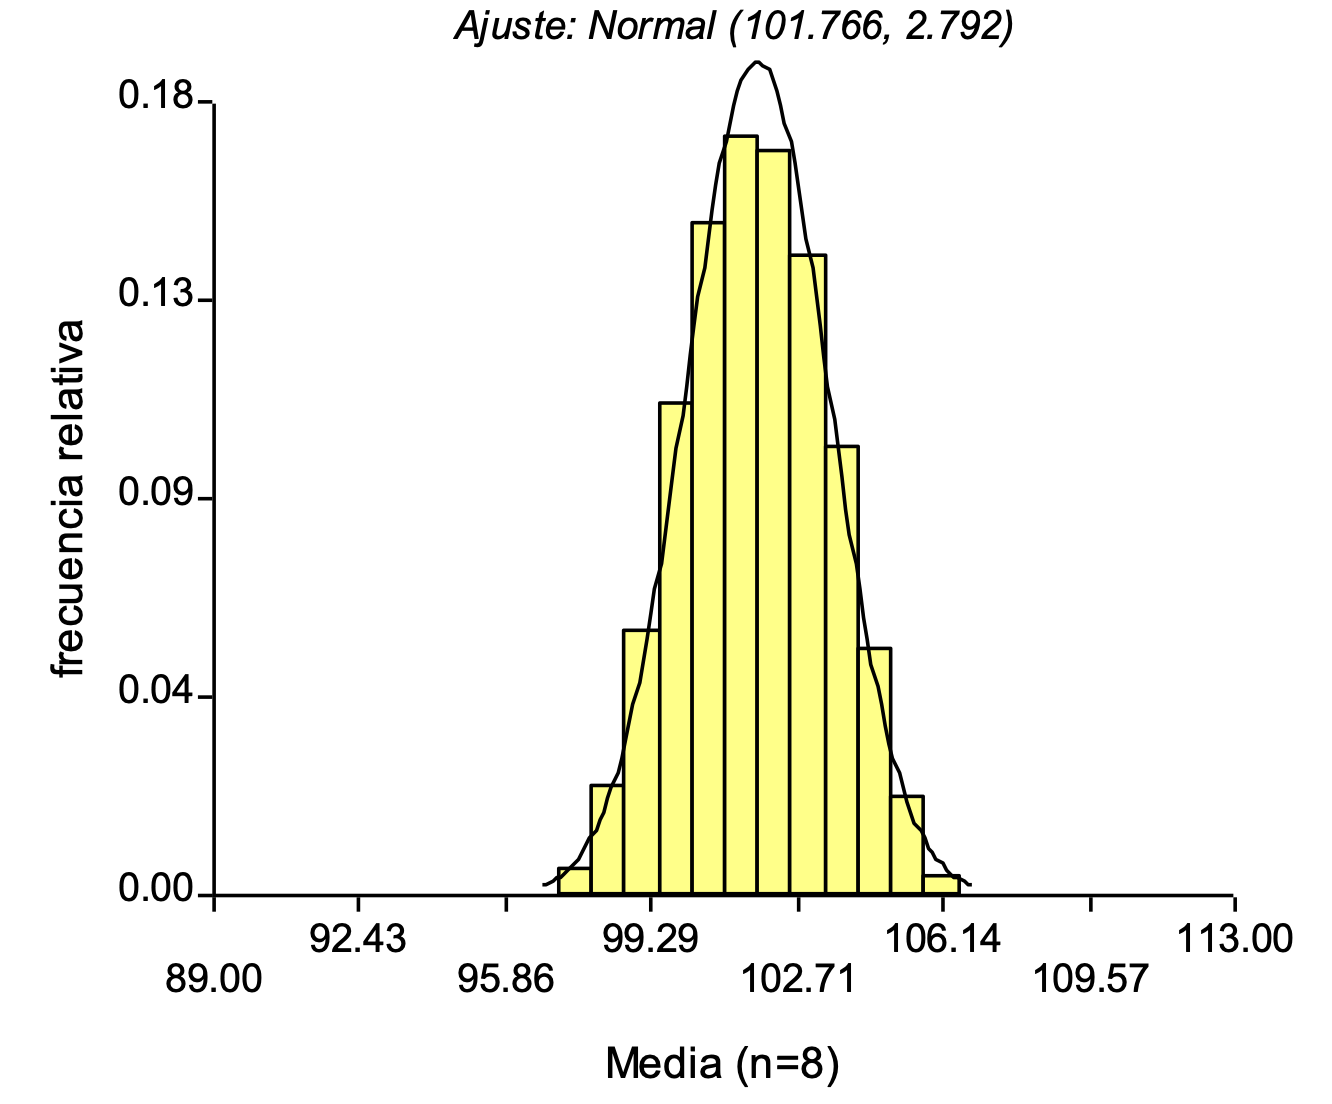 Ajuste: Normal (101.766, 2.792)
0.18
0.13
0.09
0.04
0.00
frecuencia relativa
92.43 99.29 106.14 113.00
89.00 95.86 102.71 109.57
Media (n=8)